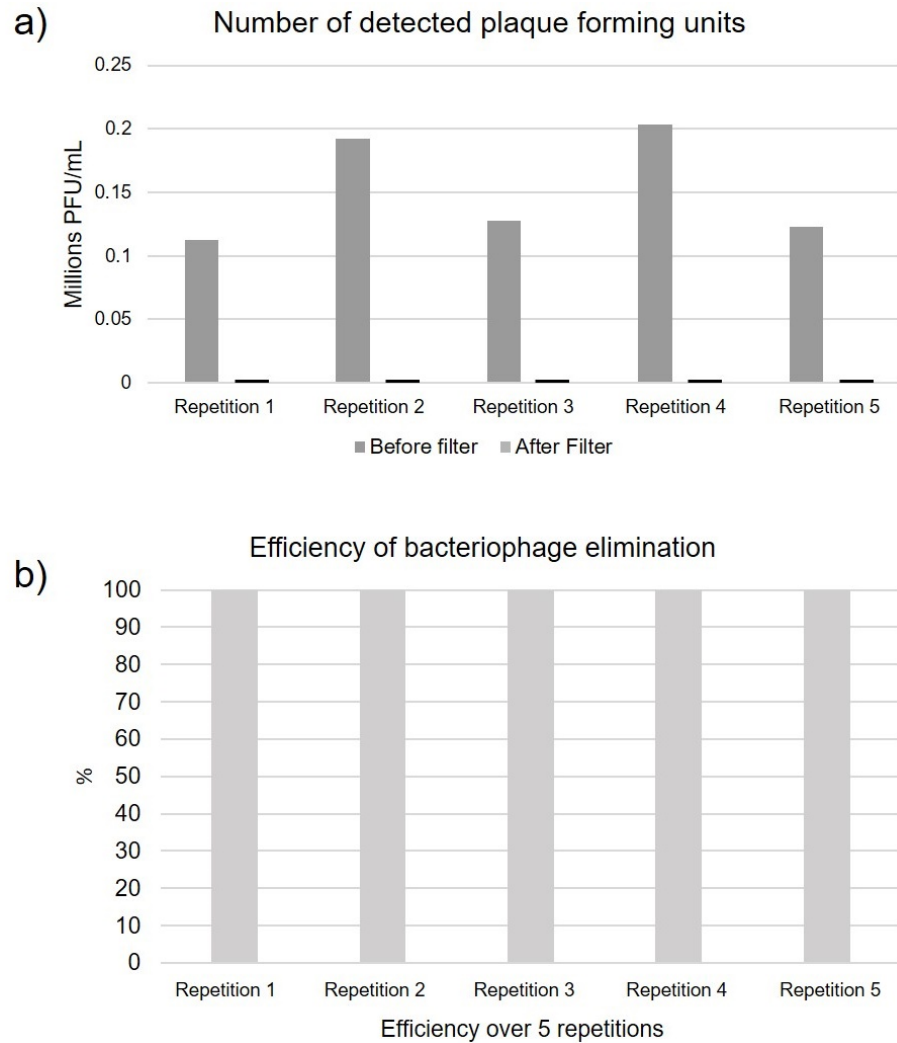 a)
Number of detected plaque forming units
Millions PFU/mL
0.25
0.2
0.15
0.1
0.05
0
Repetition 1 Repetition 2 Repetition 3 Repetition 4 Repetition 5
Before filter After Filter
b)
Efficiency of bacteriophage elimination
%
100
90
80
70
60
50
40
30
20
10
0
Repetition 1 Repetition 2 Repetition 3 Repetition 4 Repetition 5
Efficiency over 5 repetitions